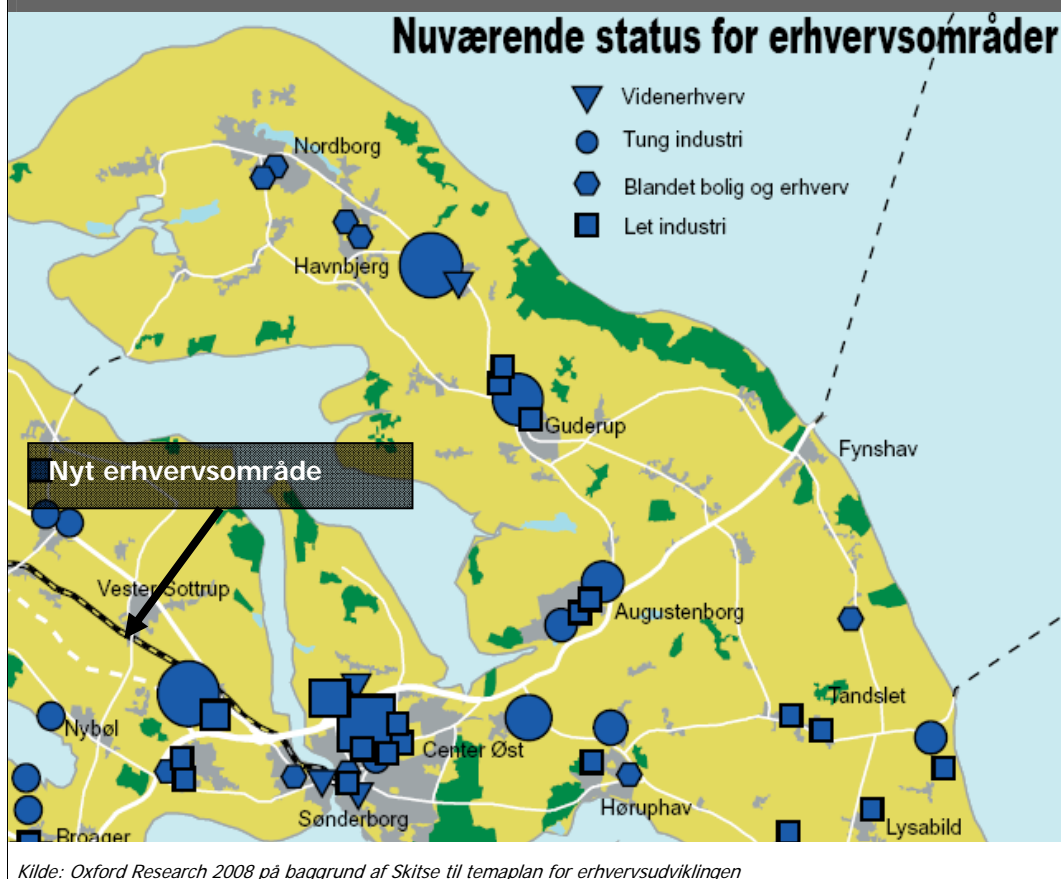 Nuværende status for erhvervsområder
Videnerhverv
Tung industri
Blandet bolig og erhverv
Let industri
Nordborg
Havnbjerg
Guderup
Fynshav
Nyt erhvervsområde
Vester Sottrup
Augustenborg
Tandslet
Nybøl
Center Øst
Høruphav
Sønderborg
Lysabild
Broager
Kilde: Oxford Research 2008 på baggrund af Skitse til temaplan for erhvervsudviklingen